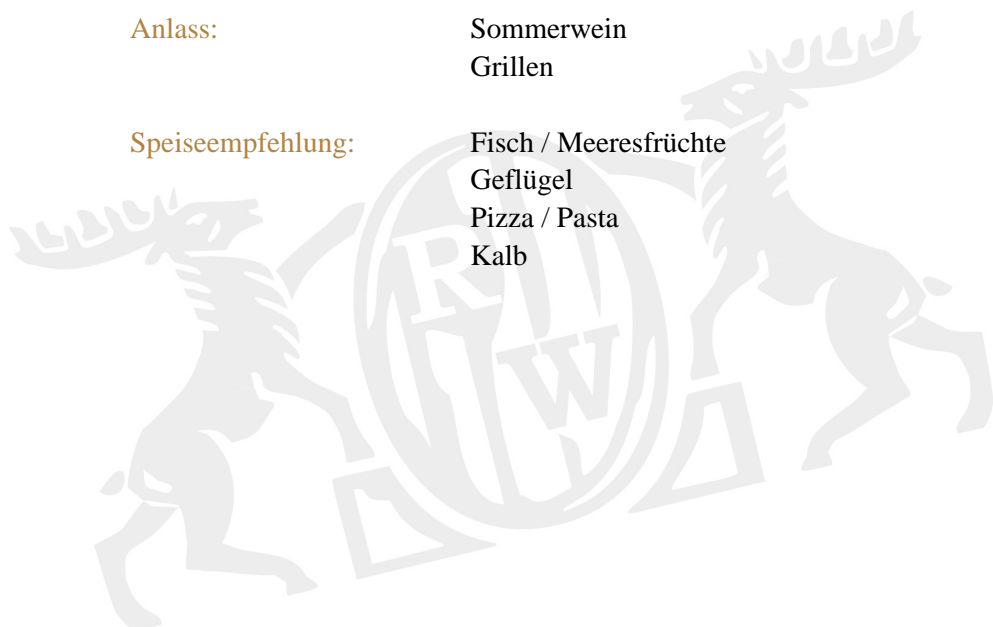 Anlass: Sommerwein
Grillen
Speiseempfehlung: Fisch / Meeresfrüchte
Geflügel
Pizza / Pasta
Kalb
R
W